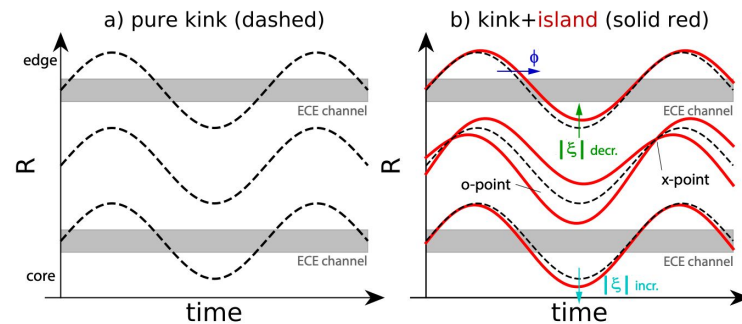 a) pure kink (dashed)
edge
ECE channel
R
ECE channel
core
time
b) kink+island (solid red)
ϕ
ECE channel
|ξ| decr.
R
o-point
x-point
ECE channel
|ξ| incr.
time